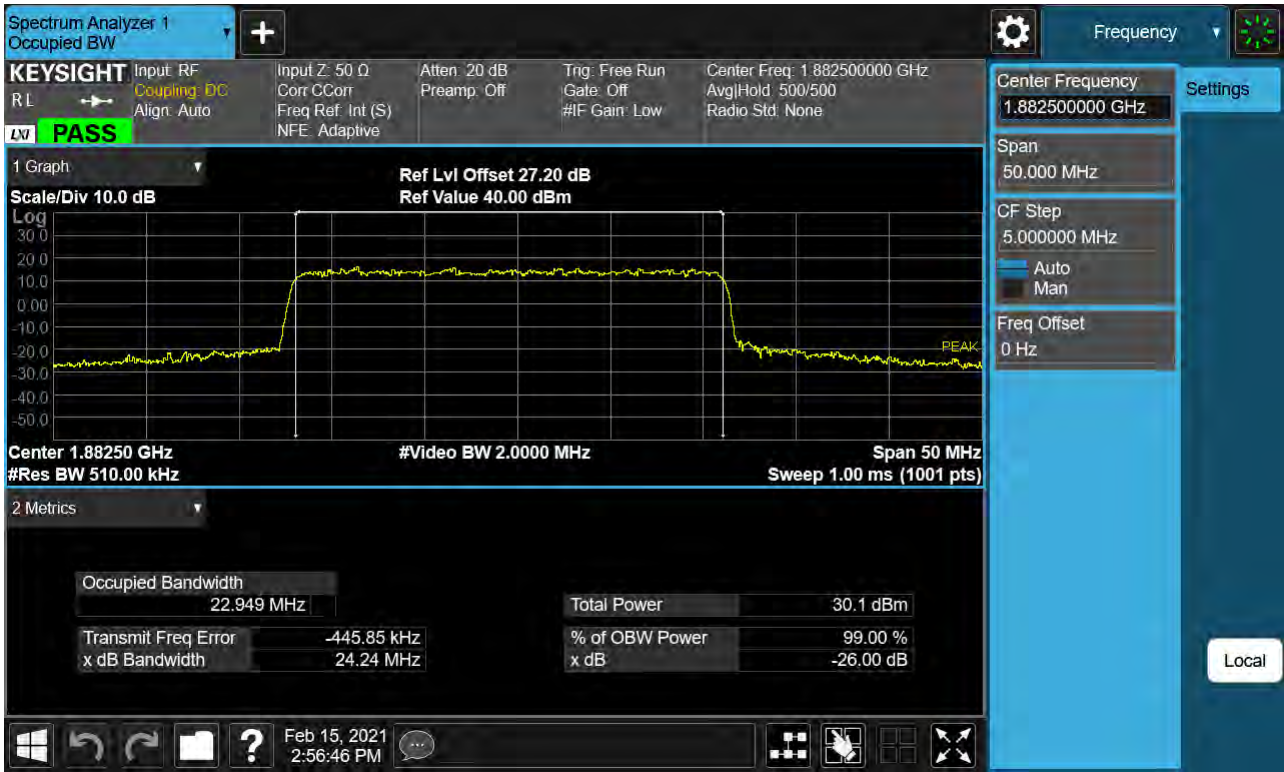 Spectrum Analyzer 1
Occupied BW
+
Frequency
KEYSIGHT
RL
LXI PASS
Input: RF
Coupling: DC
Align: Auto
Input Z: 50 Ω
Corr CCorr
Freq Ref: Int (S)
NFE: Adaptive
Atten: 20 dB
Preamp: Off
Trig: Free Run
Gate: Off
#IF Gain: Low
Center Freq: 1.882500000 GHz
Avg|Hold: 500/500
Radio Std: None
Center Frequency
1.882500000 GHz
Settings
Span
50.000 MHz
CF Step
5.000000 MHz
Auto
Man
Freq Offset
0 Hz
1 Graph
Scale/Div 10.0 dB
Ref Lvl Offset 27.20 dB
Ref Value 40.00 dBm
Log
30.0
20.0
10.0
0.00
-10.0
-20.0
-30.0
-40.0
-50.0
PEAK
Center 1.88250 GHz
#Res BW 510.00 kHz
#Video BW 2.0000 MHz
Span 50 MHz
Sweep 1.00 ms (1001 pts)
2 Metrics
Occupied Bandwidth
22.949 MHz
Transmit Freq Error -445.85 kHz
x dB Bandwidth 24.24 MHz
Total Power 30.1 dBm
% of OBW Power 99.00 %
x dB -26.00 dB
Local
?
Feb 15, 2021
2:56:46 PM